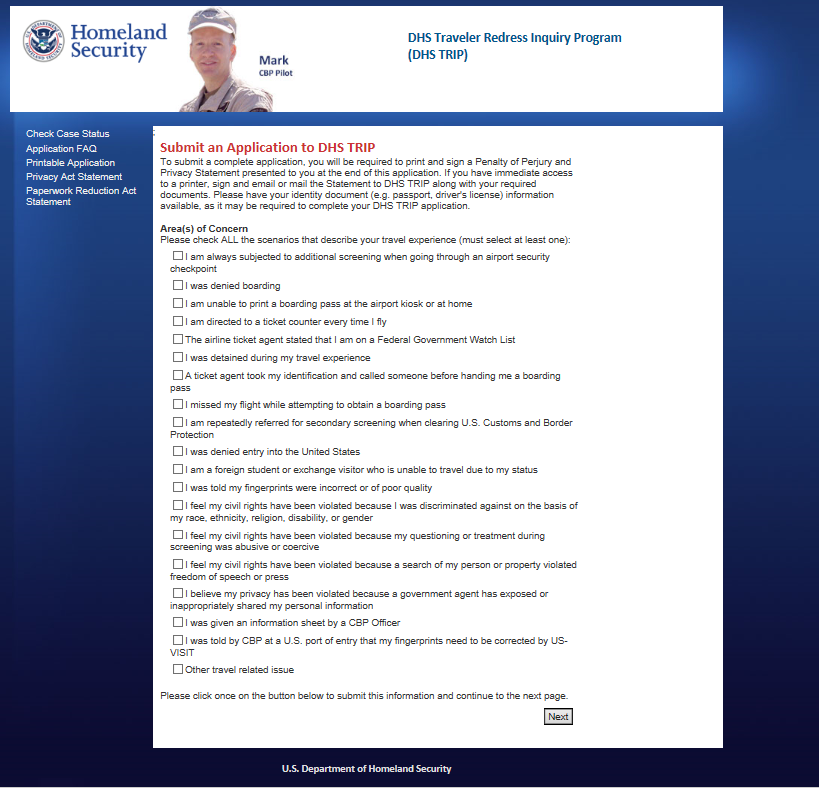 U.S. DEPARTMENT OF HOMELAND SECURITY
Homeland
Security
Mark
CBP Pilot
DHS Traveler Redress Inquiry Program
(DHS TRIP)
Check Case Status
Application FAQ
Printable Application
Privacy Act Statement
Paperwork Reduction Act
Statement
;
Submit an Application to DHS TRIP
To submit a complete application, you will be required to print and sign a Penalty of Perjury and
Privacy Statement presented to you at the end of this application. If you have immediate access
to a printer, sign and email or mail the Statement to DHS TRIP along with your required
documents. Please have your identity document (e.g. passport, driver's license) information
available, as it may be required to complete your DHS TRIP application.
Area(s) of Concern
Please check ALL the scenarios that describe your travel experience (must select at least one):
I am always subjected to additional screening when going through an airport security
checkpoint
I was denied boarding
I am unable to print a boarding pass at the airport kiosk or at home
I am directed to a ticket counter every time I fly
The airline ticket agent stated that I am on a Federal Government Watch List
I was detained during my travel experience
A ticket agent took my identification and called someone before handing me a boarding
pass
I missed my flight while attempting to obtain a boarding pass
I am repeatedly referred for secondary screening when clearing U.S. Customs and Border
Protection
I was denied entry into the United States
I am a foreign student or exchange visitor who is unable to travel due to my status
I was told my fingerprints were incorrect or of poor quality
I feel my civil rights have been violated because I was discriminated against on the basis of
my race, ethnicity, religion, disability, or gender
I feel my civil rights have been violated because my questioning or treatment during
screening was abusive or coercive
I feel my civil rights have been violated because a search of my person or property violated
freedom of speech or press
I believe my privacy has been violated because a government agent has exposed or
inappropriately shared my personal information
I was given an information sheet by a CBP Officer
I was told by CBP at a U.S. port of entry that my fingerprints need to be corrected by US-
VISIT
Other travel related issue
Please click once on the button below to submit this information and continue to the next page.
Next
U.S. Department of Homeland Security